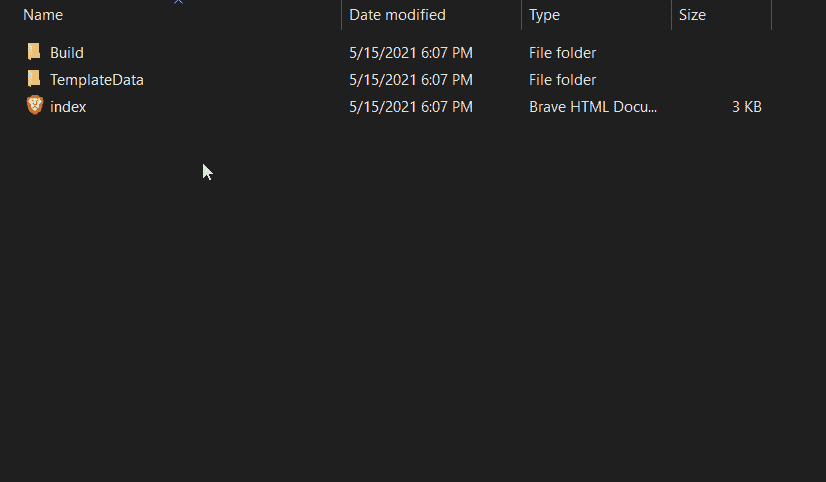 Name Date modified Type Size
Build 5/15/2021 6:07 PM File folder
TemplateData 5/15/2021 6:07 PM File folder
index 5/15/2021 6:07 PM Brave HTML Docu... 3 KB